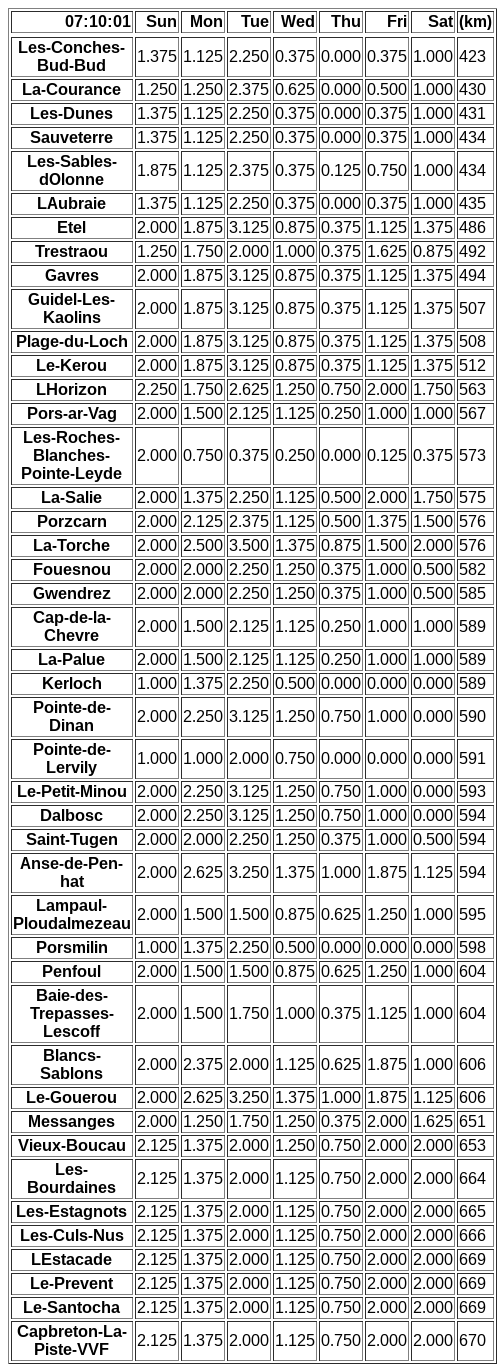 07:10:01 Sun Mon Tue Wed Thu Fri Sat (km)
Les-Conches-
Bud-Bud 1.375 1.125 2.250 0.375 0.000 0.375 1.000 423
La-Courance 1.250 1.250 2.375 0.625 0.000 0.500 1.000 430
Les-Dunes 1.375 1.125 2.250 0.375 0.000 0.375 1.000 431
Sauveterre 1.375 1.125 2.250 0.375 0.000 0.375 1.000 434
Les-Sables-
dOlonne 1.875 1.125 2.375 0.375 0.125 0.750 1.000 434
LAubraie 1.375 1.125 2.250 0.375 0.000 0.375 1.000 435
Etel 2.000 1.875 3.125 0.875 0.375 1.125 1.375 486
Trestraou 1.250 1.750 2.000 1.000 0.375 1.625 0.875 492
Gavres 2.000 1.875 3.125 0.875 0.375 1.125 1.375 494
Guidel-Les-
Kaolins 2.000 1.875 3.125 0.875 0.375 1.125 1.375 507
Plage-du-Loch 2.000 1.875 3.125 0.875 0.375 1.125 1.375 508
Le-Kerou 2.000 1.875 3.125 0.875 0.375 1.125 1.375 512
LHorizon 2.250 1.750 2.625 1.250 0.750 2.000 1.750 563
Pors-ar-Vag 2.000 1.500 2.125 1.125 0.250 1.000 1.000 567
Les-Roches-
Blanches-
Pointe-Leyde 2.000 0.750 0.375 0.250 0.000 0.125 0.375 573
La-Salie 2.000 1.375 2.250 1.125 0.500 2.000 1.750 575
Porzcarn 2.000 2.125 2.375 1.125 0.500 1.375 1.500 576
La-Torche 2.000 2.500 3.500 1.375 0.875 1.500 2.000 576
Fouesnou 2.000 2.000 2.250 1.250 0.375 1.000 0.500 582
Gwendrez 2.000 2.000 2.250 1.250 0.375 1.000 0.500 585
Cap-de-la-
Chevre 2.000 1.500 2.125 1.125 0.250 1.000 1.000 589
La-Palue 2.000 1.500 2.125 1.125 0.250 1.000 1.000 589
Kerloch 1.000 1.375 2.250 0.500 0.000 0.000 0.000 589
Pointe-de-
Dinan 2.000 2.250 3.125 1.250 0.750 1.000 0.000 590
Pointe-de-
Lervily 1.000 1.000 2.000 0.750 0.000 0.000 0.000 591
Le-Petit-Minou 2.000 2.250 3.125 1.250 0.750 1.000 0.000 593
Dalbosc 2.000 2.250 3.125 1.250 0.750 1.000 0.000 594
Saint-Tugen 2.000 2.000 2.250 1.250 0.375 1.000 0.500 594
Anse-de-Pen-
hat 2.000 2.625 3.250 1.375 1.000 1.875 1.125 594
Lampaul-
Ploudalmezeau 2.000 1.500 1.500 0.875 0.625 1.250 1.000 595
Porsmilin 1.000 1.375 2.250 0.500 0.000 0.000 0.000 598
Penfoul 2.000 1.500 1.500 0.875 0.625 1.250 1.000 604
Baie-des-
Trepasses-
Lescoff 2.000 1.500 1.750 1.000 0.375 1.125 1.000 604
Blancs-
Sablons 2.000 2.375 2.000 1.125 0.625 1.875 1.000 606
Le-Gouerou 2.000 2.625 3.250 1.375 1.000 1.875 1.125 606
Messanges 2.000 1.250 1.750 1.250 0.375 2.000 1.625 651
Vieux-Boucau 2.125 1.375 2.000 1.250 0.750 2.000 2.000 653
Les-
Bourdaines 2.125 1.375 2.000 1.125 0.750 2.000 2.000 664
Les-Estagnots 2.125 1.375 2.000 1.125 0.750 2.000 2.000 665
Les-Culs-Nus 2.125 1.375 2.000 1.125 0.750 2.000 2.000 666
LEstacade 2.125 1.375 2.000 1.125 0.750 2.000 2.000 669
Le-Prevent 2.125 1.375 2.000 1.125 0.750 2.000 2.000 669
Le-Santocha 2.125 1.375 2.000 1.125 0.750 2.000 2.000 669
Capbreton-La-
Piste-VVF 2.125 1.375 2.000 1.125 0.750 2.000 2.000 670